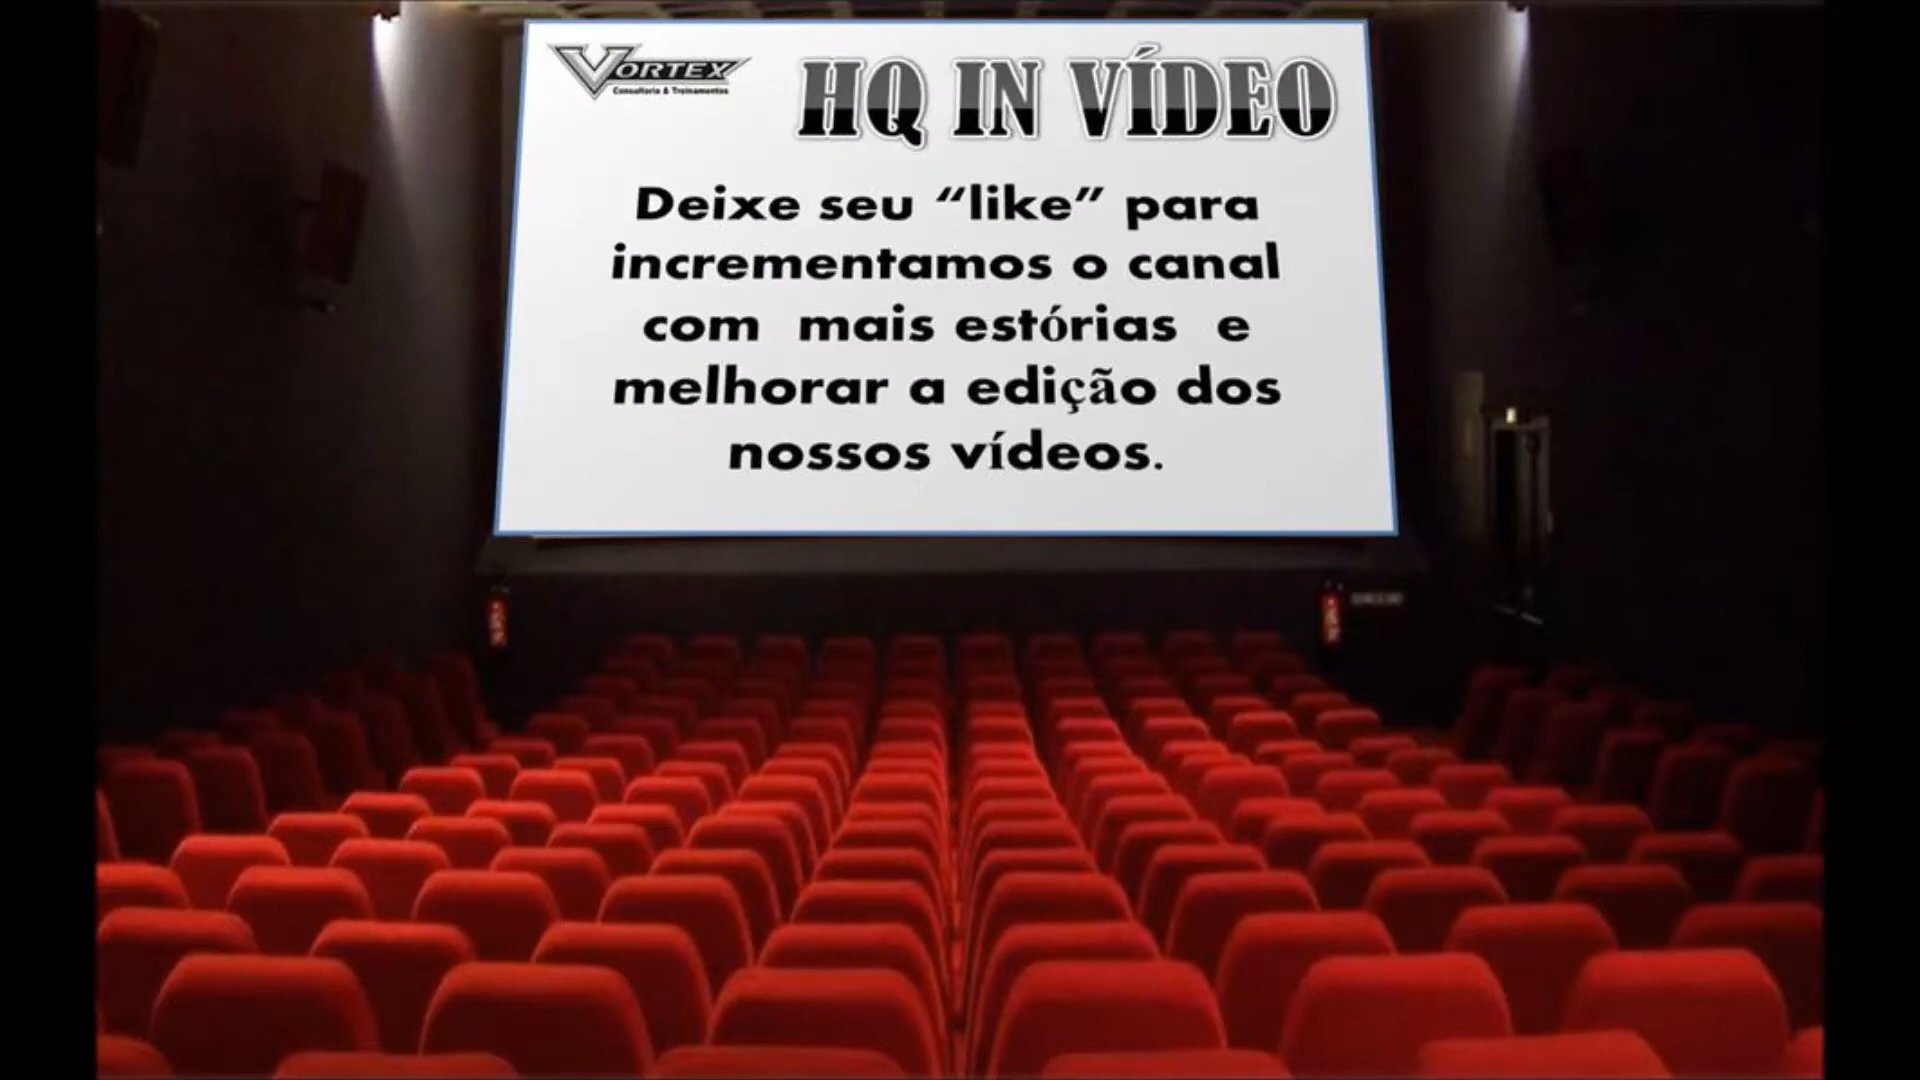 VORTEX
Consultoria & Treinamentos
HQ IN VÍDEO
Deixe seu “like” para
incrementamos o canal
com mais estórias e
melhorar a edição dos
nossos vídeos.